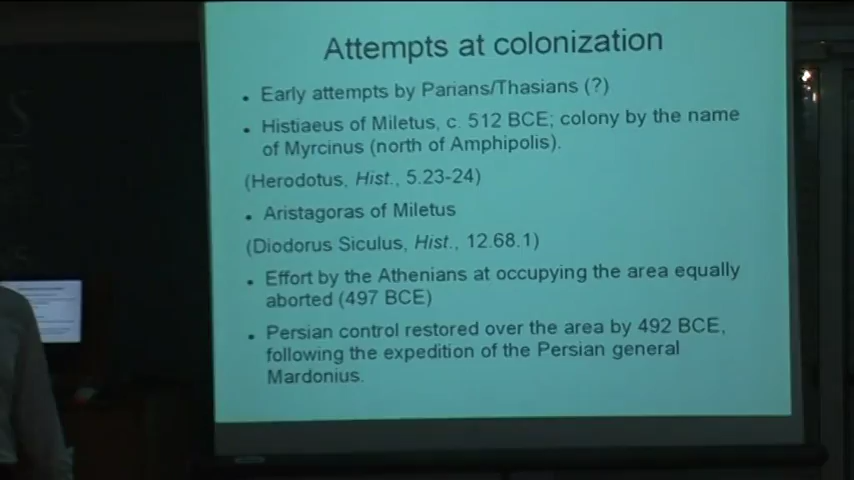 Attempts at colonization
• Early attempts by Parians/Thasians (?)
• Histiaeus of Miletus, c. 512 BCE; colony by the name
of Myrcinus (north of Amphipolis).
(Herodotus, Hist., 5.23-24)
• Aristagoras of Miletus
(Diodorus Siculus, Hist., 12.68.1)
• Effort by the Athenians at occupying the area equally
aborted (497 BCE)
• Persian control restored over the area by 492 BCE,
following the expedition of the Persian general
Mardonius.